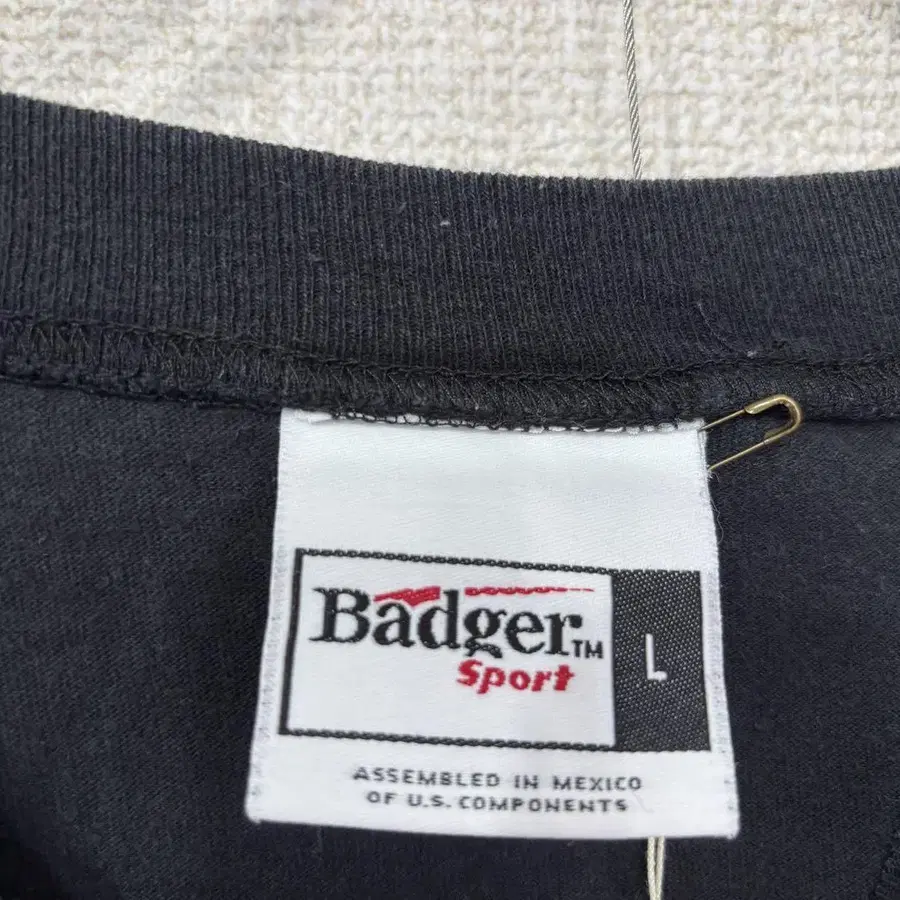 Badger™
Sport
L
ASSEMBLED IN MEXICO
OF U.S. COMPONENTS